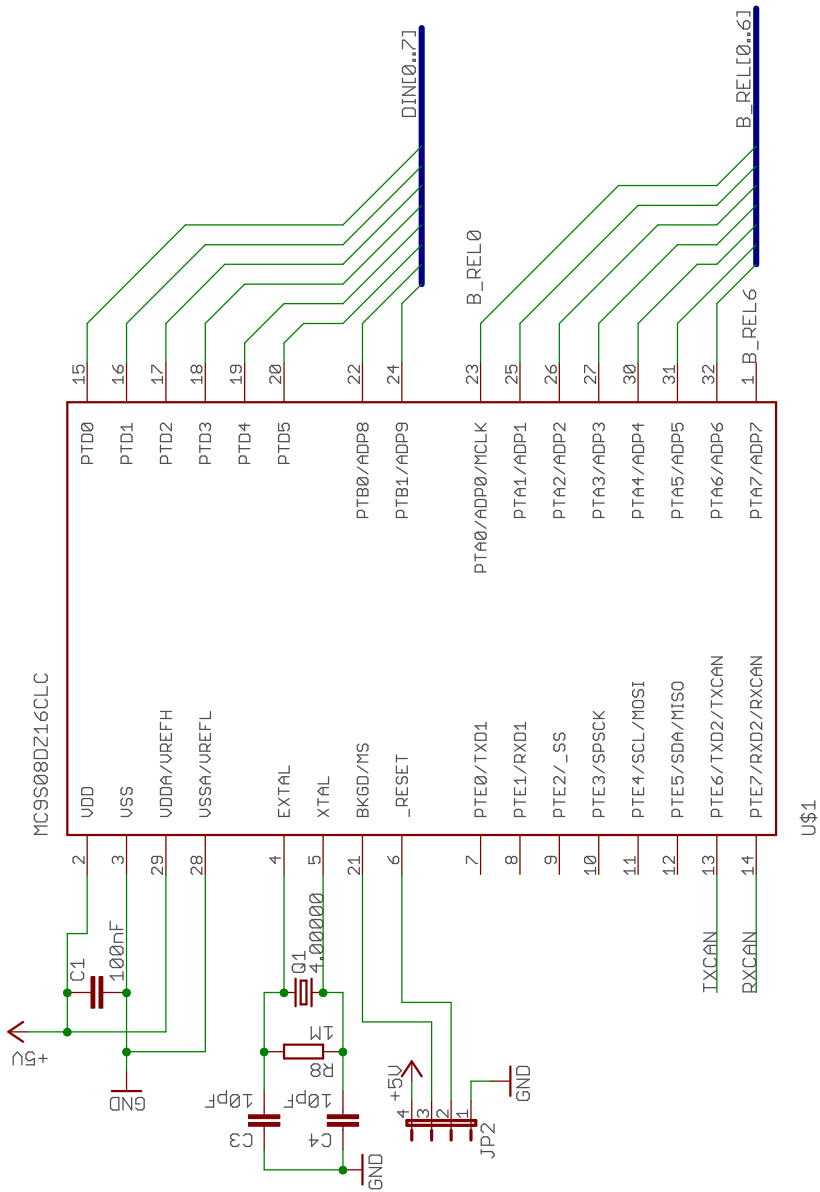 DIN[0..7]
B_REL[0..6]
B_REL0
B_REL6
15
16
17
18
19
20
22
24
23
25
26
27
30
31
32
1
PTD0
PTD1
PTD2
PTD3
PTD4
PTD5
PTB0/ADP8
PTB1/ADP9
PTA0/ADP0/MCLK
PTA1/ADP1
PTA2/ADP2
PTA3/ADP3
PTA4/ADP4
PTA5/ADP5
PTA6/ADP6
PTA7/ADP7
MC9S08DZ16CLC
VDD
VSS
VDDA/VREFH
VSSA/VREFL
EXTAL
XTAL
BKGD/MS
_RESET
PTE0/TXD1
PTE1/RXD1
PTE2/_SS
PTE3/SPSCK
PTE4/SCL/MOSI
PTE5/SDA/MISO
PTE6/TXD2/TXCAN
PTE7/RXD2/RXCAN
U$1
2
3
29
28
4
5
21
6
7
8
9
10
11
12
13
14
C1
100nF
Q1
4.00000
TXCAN
RXCAN
+5V
GND
1M
R8
10pF
10pF
C3
C4
GND
+5V
4
3
2
1
JP2
GND